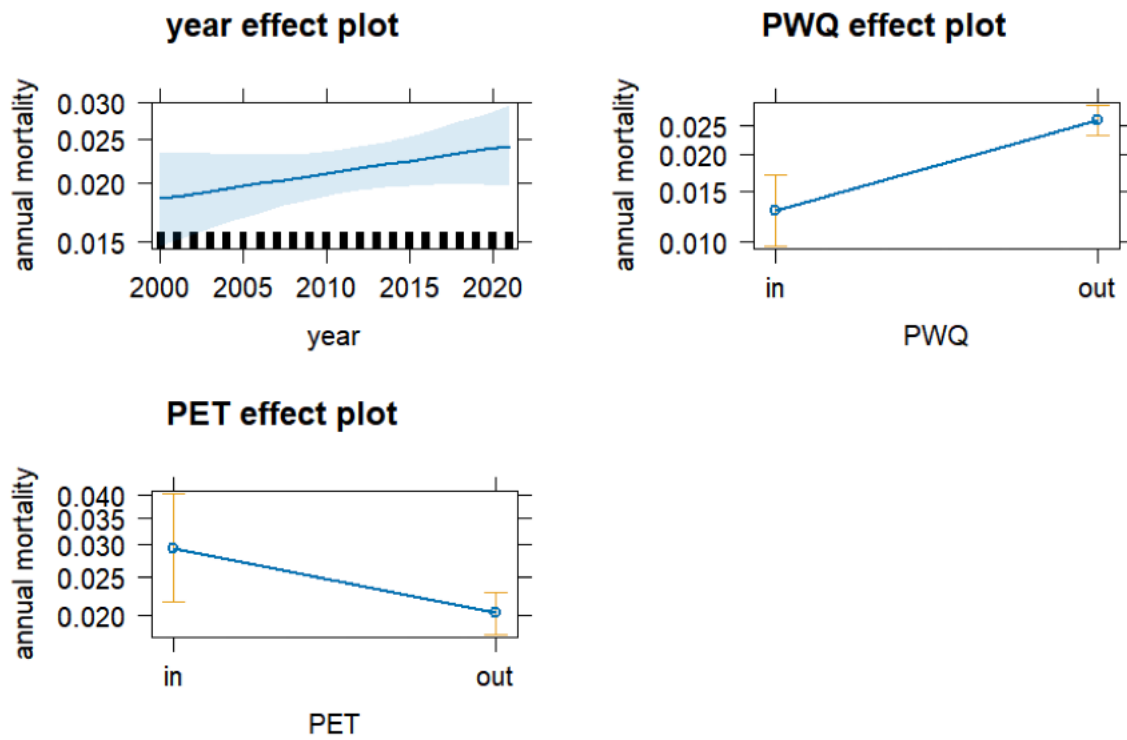 year effect plot
annual mortality
0.030
0.025
0.020
0.015
2000 2005 2010 2015 2020
year
PWQ effect plot
annual mortality
0.025
0.020
0.015
0.010
in out
PWQ
PET effect plot
annual mortality
0.040
0.035
0.030
0.025
0.020
in out
PET